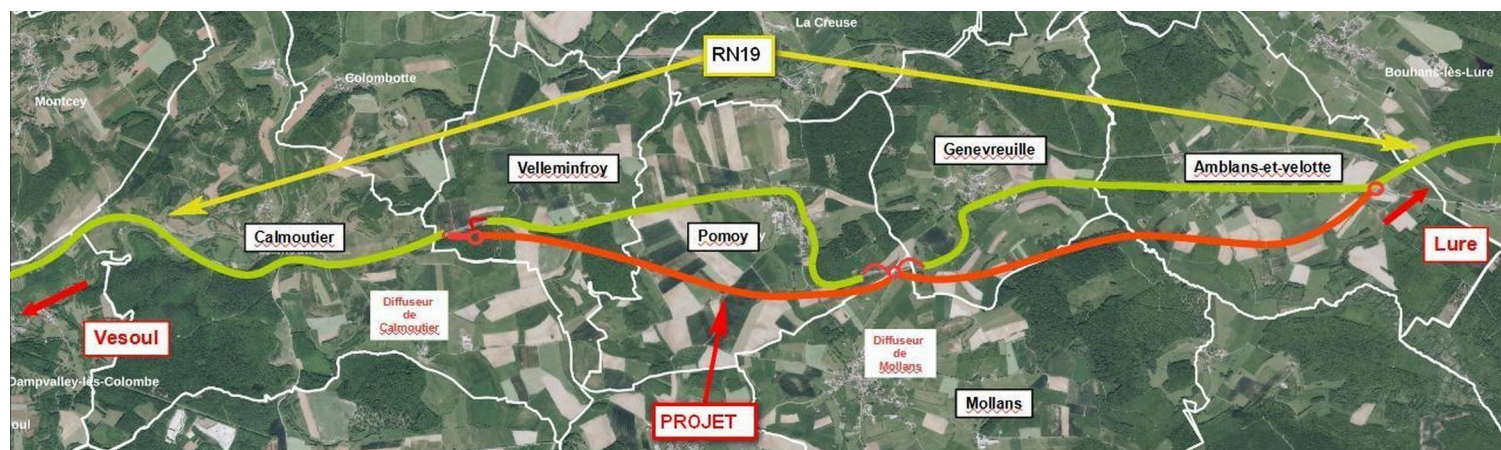 La Creuse
RN19
Bouhans-lès-Lure
Colombotte
Montcey
Genevreuille
Velleminfroy
Amblans-et-velotte
Calmoutier
Pomoy
Lure
Diffuseur
de
Calmoutier
Vesoul
Diffuseur
de
Mollans
Dampvalley-lès-Colombe
Mollans
PROJET
oul